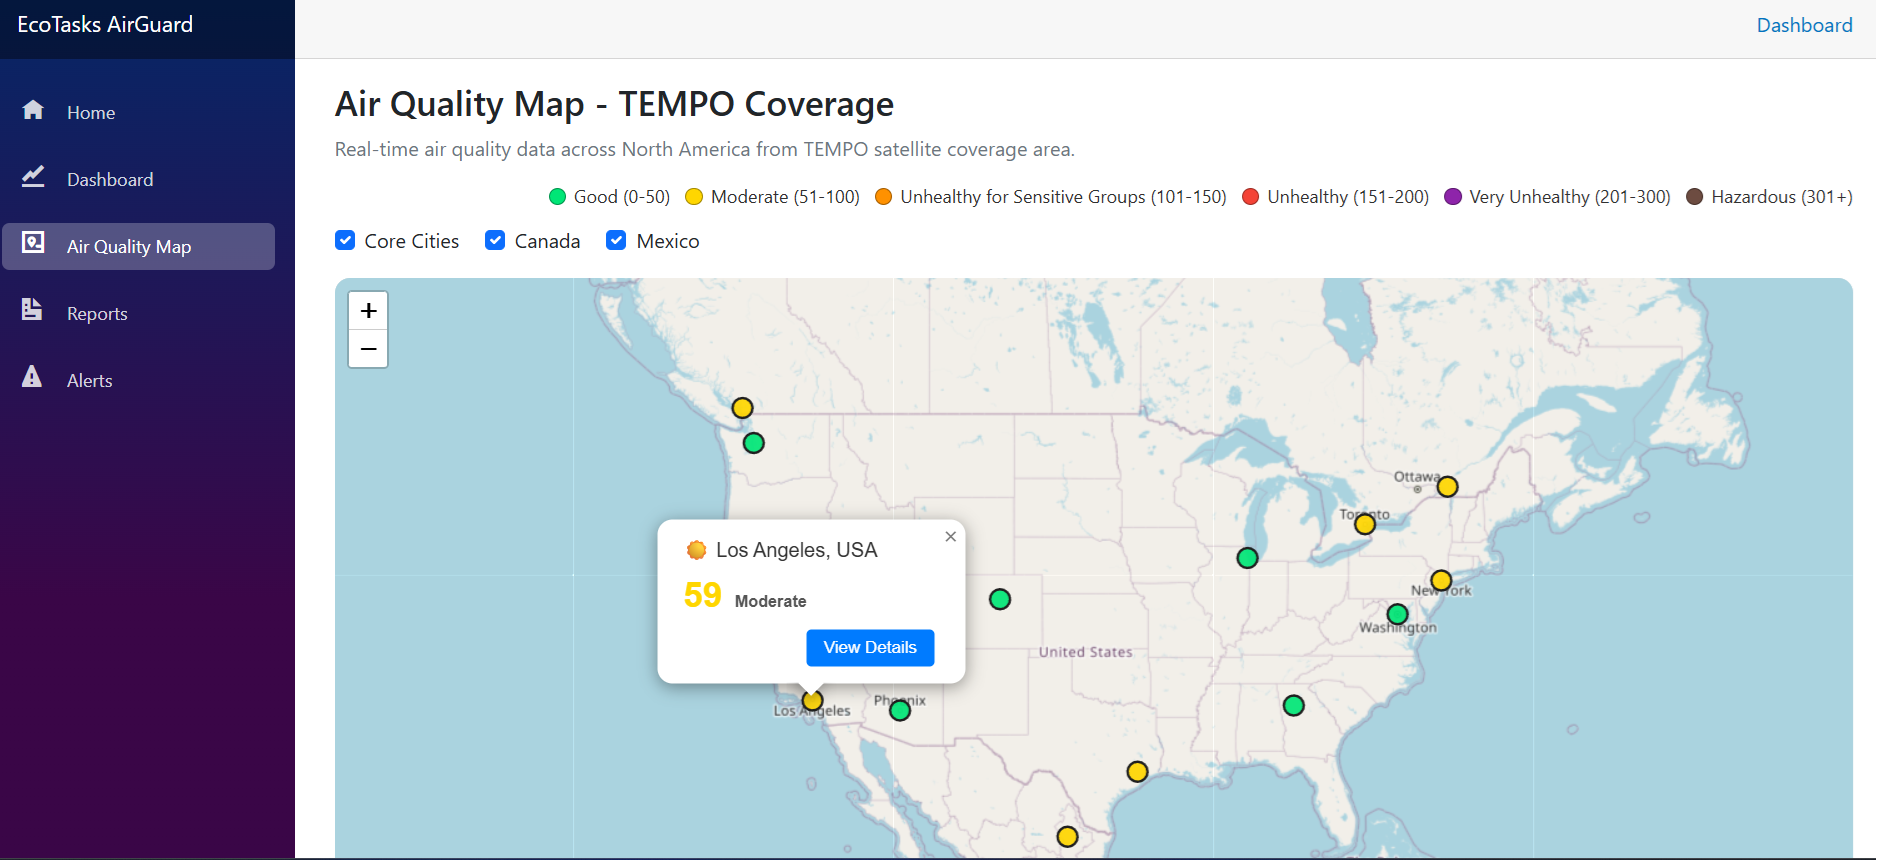 EcoTasks AirGuard
Dashboard
Home
Dashboard
Air Quality Map
Reports
Alerts
Air Quality Map - TEMPO Coverage
Real-time air quality data across North America from TEMPO satellite coverage area.
Good (0-50) Moderate (51-100) Unhealthy for Sensitive Groups (101-150) Unhealthy (151-200) Very Unhealthy (201-300) Hazardous (301+)
Core Cities Canada Mexico
+
−
Ottawa
Toronto
New York
Washington
United States
Los Angeles, USA
59 Moderate
View Details
Phoenix
Los Angeles